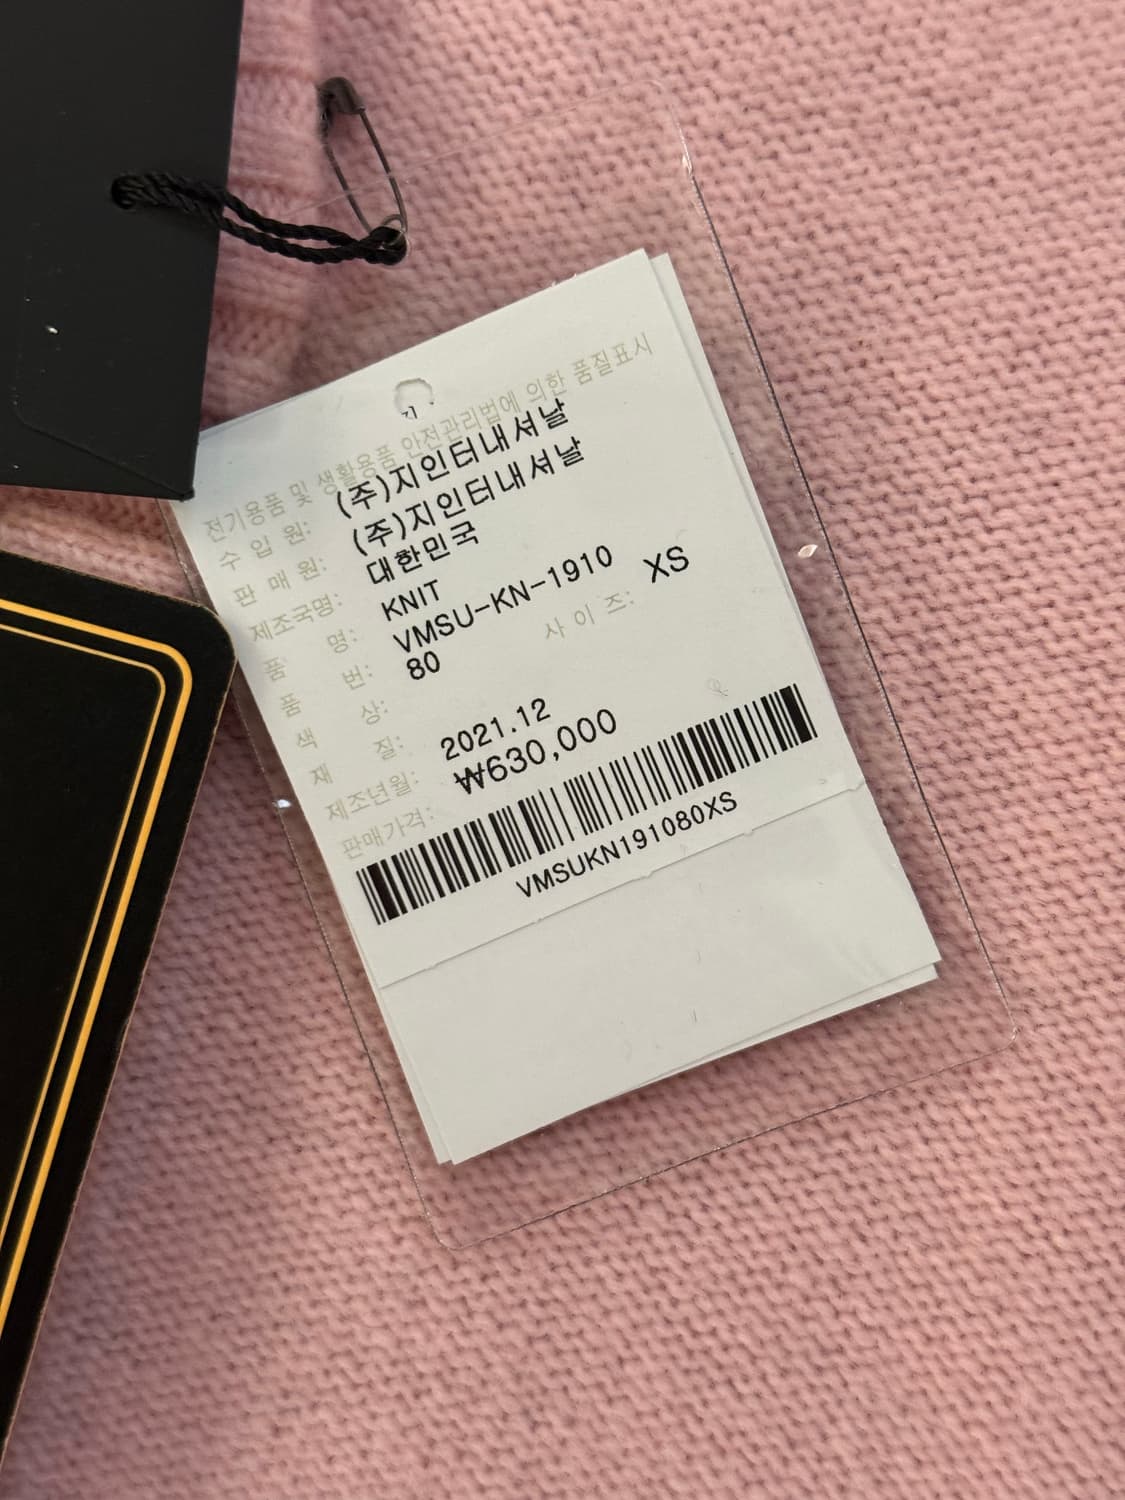 전기용품 및 생활용품 안전관리법에 의한 품질표시
수 입 원: (주)지인터내셔날
판 매 원: (주)지인터내셔날
제조국명: 대한민국
품 명: KNIT
품 번: VMSU-KN-1910
색 상: 80 사 이 즈: XS
재 질:
제조년월: 2021.12
판매가격: ₩630,000
VMSUKN191080XS